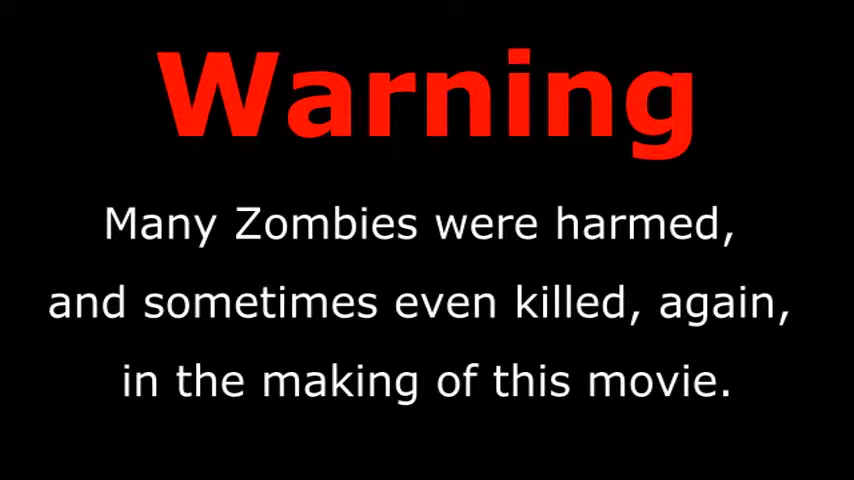 Warning
Many Zombies were harmed,
and sometimes even killed, again,
in the making of this movie.